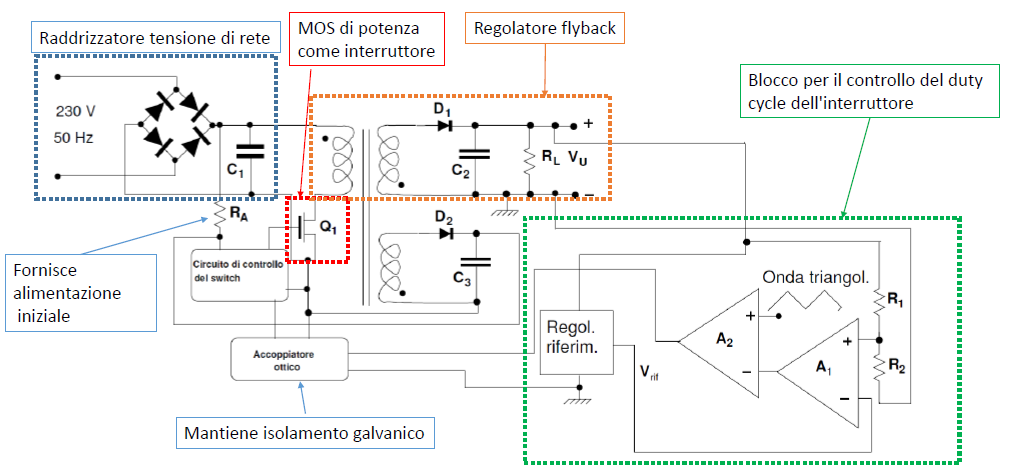 Raddrizzatore tensione di rete
MOS di potenza
come interruttore
Regolatore flyback
Blocco per il controllo del duty
cycle dell'interruttore
230 V
50 Hz
C1
D1
C2
RL
VU
+
−
RA
Q1
D2
C3
Fornisce
alimentazione
iniziale
Circuito di controllo
del switch
Onda triangol.
R1
R2
+
A2
−
+
A1
−
Regol.
riferim.
Vrif
Accoppiatore
ottico
Mantiene isolamento galvanico